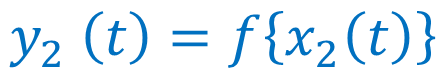 y₂ (t) = f{x₂(t)}